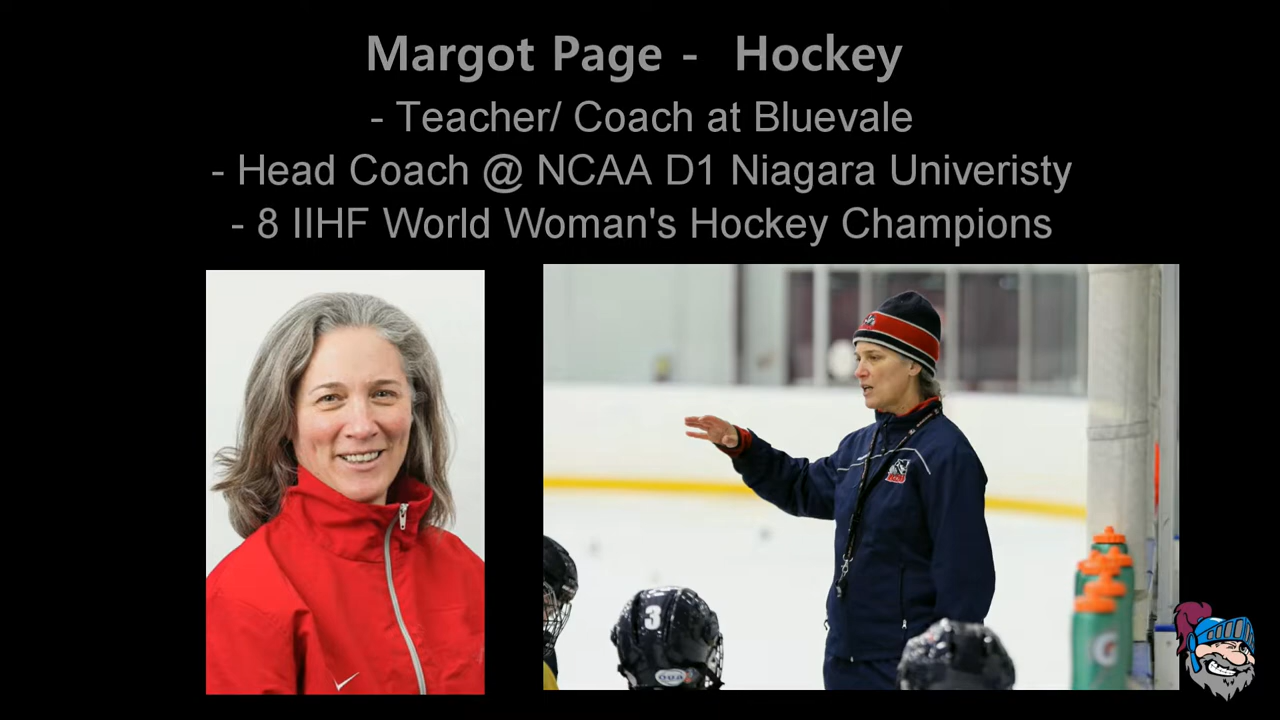 Margot Page - Hockey
- Teacher/ Coach at Bluevale
- Head Coach @ NCAA D1 Niagara Univeristy
- 8 IIHF World Woman's Hockey Champions
3